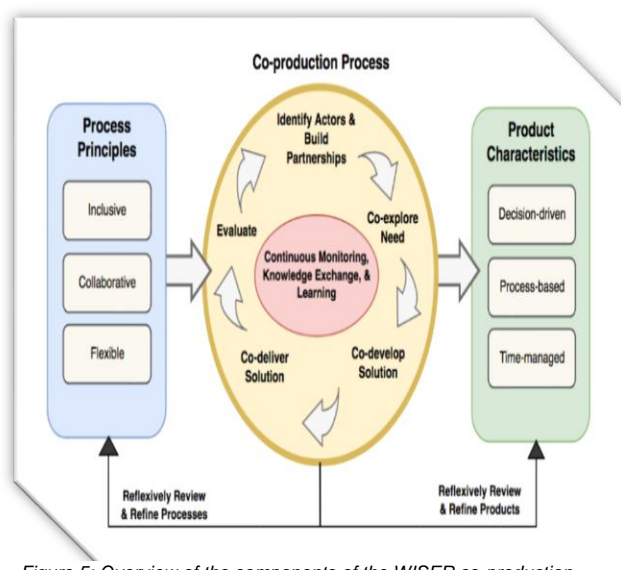 Co-production Process
Process
Principles
Inclusive
Collaborative
Flexible
Identify Actors &
Build
Partnerships
Co-explore
Need
Co-develop
Solution
Co-deliver
Solution
Evaluate
Continuous Monitoring,
Knowledge Exchange, &
Learning
Product
Characteristics
Decision-driven
Process-based
Time-managed
Reflexively Review
& Refine Processes
Reflexively Review
& Refine Products
Figure 5: Overview of the components of the WISER co-production